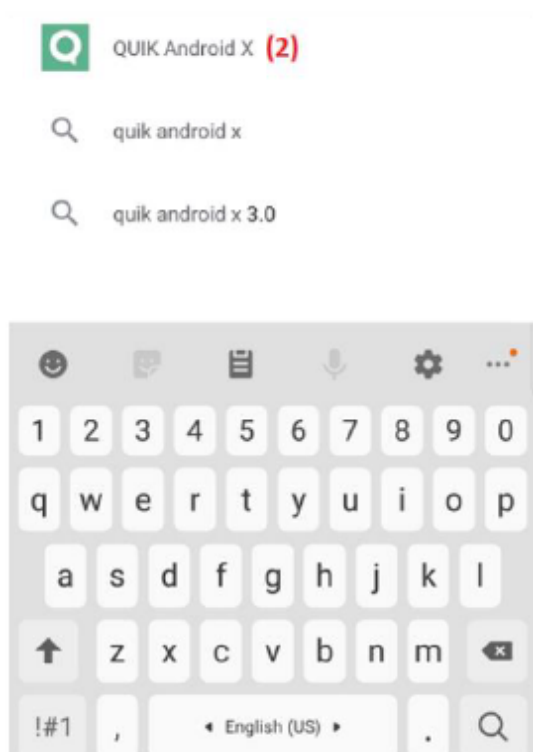 QUIK Android X (2)
quik android x
quik android x 3.0
1 2 3 4 5 6 7 8 9 0
q w e r t y u i o p
a s d f g h j k l
z x c v b n m
!#1 , English (US) .